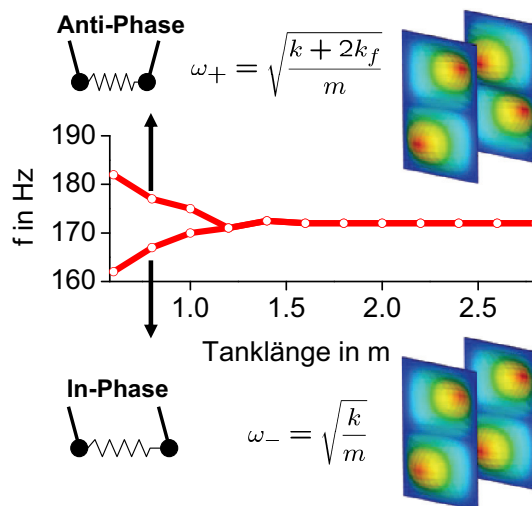 Anti-Phase
ω₊ = √((k + 2k_f)/m)
f in Hz
190
180
170
160
1.0
1.5
2.0
2.5
Tanklänge in m
In-Phase
ω₋ = √(k/m)